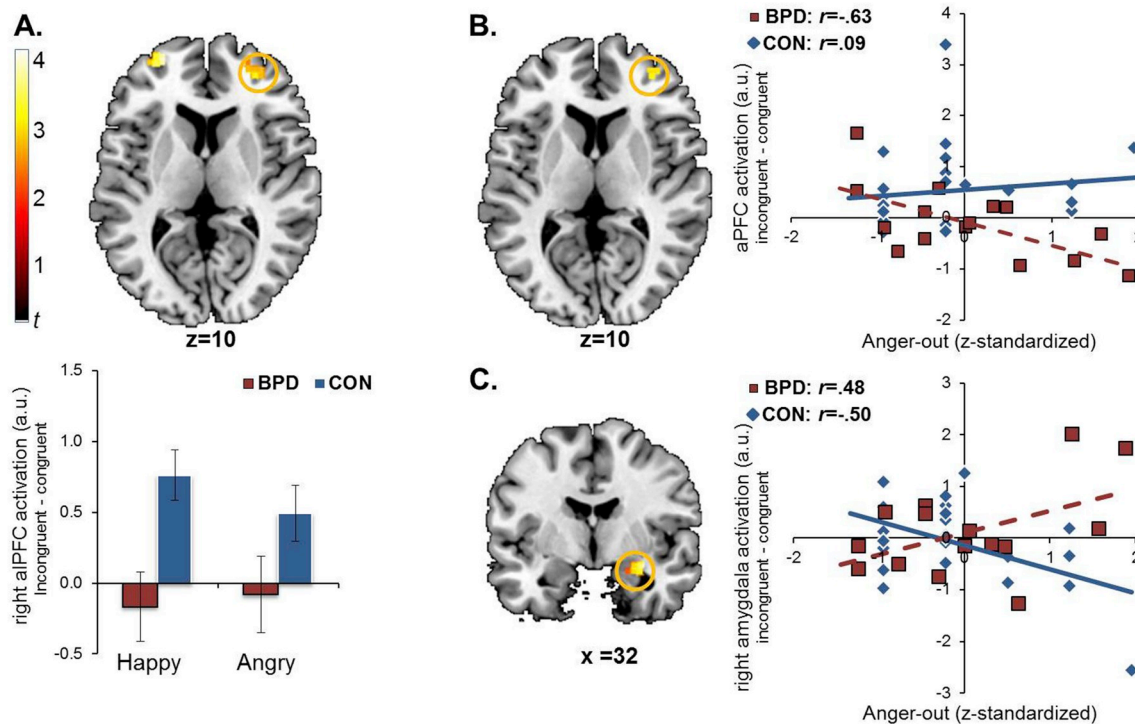 A.
4
3
2
1
t
z=10
right alPFC activation (a.u.)
Incongruent - congruent
1.5
1.0
0.5
0.0
-0.5
BPD CON
Happy Angry
B.
z=10
BPD: r=-.63
CON: r=.09
aPFC activation (a.u.)
incongruent - congruent
4
3
2
1
0
-1
-2
-2 -1 0 1 2
Anger-out (z-standardized)
C.
x =32
BPD: r=.48
CON: r=-.50
right amygdala activation (a.u.)
incongruent - congruent
3
2
1
0
-1
-2
-3
-2 -1 0 1 2
Anger-out (z-standardized)